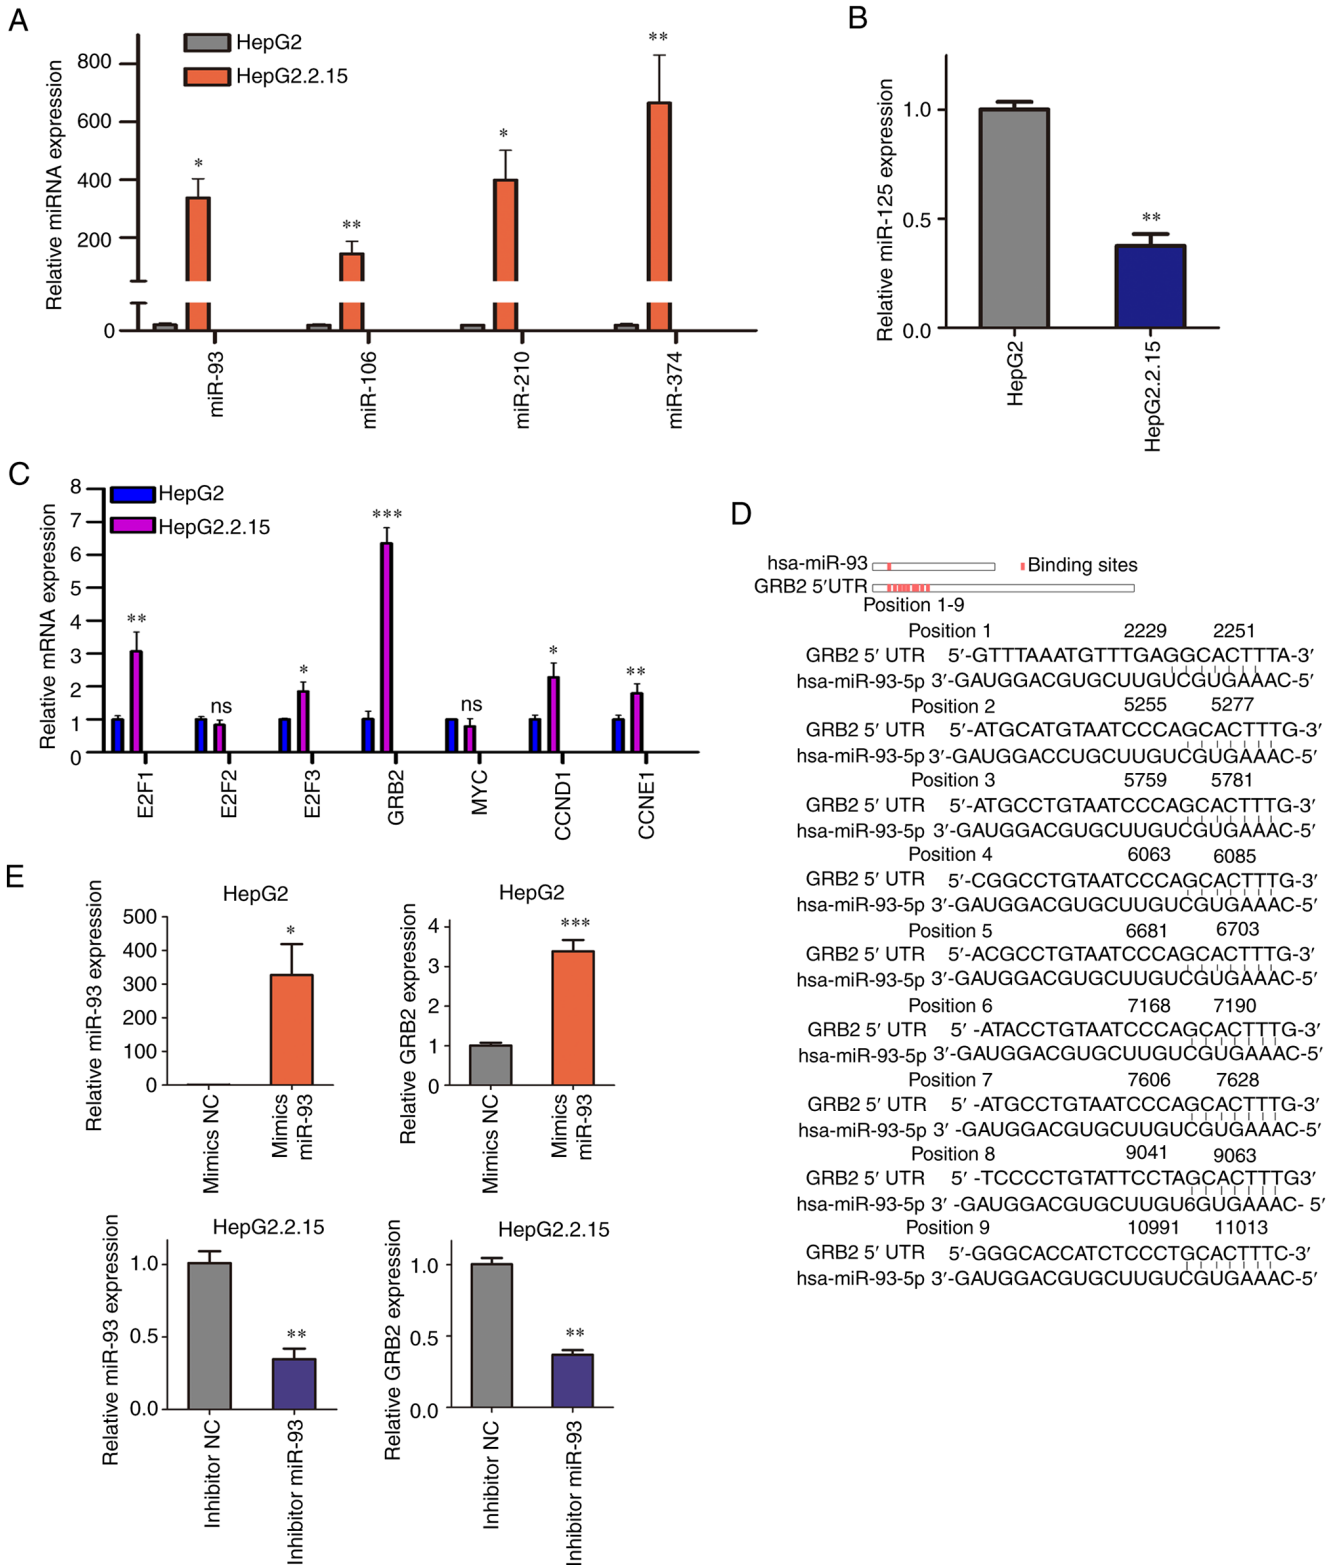 A
HepG2
HepG2.2.15
Relative miRNA expression
800
600
400
200
0
*
**
*
**
miR-93
miR-106
miR-210
miR-374
B
Relative miR-125 expression
1.0
0.5
0.0
**
HepG2
HepG2.2.15
C
HepG2
HepG2.2.15
Relative mRNA expression
8
7
6
5
4
3
2
1
0
**
ns
*
***
ns
*
**
E2F1
E2F2
E2F3
GRB2
MYC
CCND1
CCNE1
D
hsa-miR-93
Binding sites
GRB2 5′UTR
Position 1-9
Position 1 2229 2251
GRB2 5′ UTR 5′-GTTTAAATGTTTGAGGCACTTTA-3′
hsa-miR-93-5p 3′-GAUGGACGUGCUUGUCGUGAAAC-5′
Position 2 5255 5277
GRB2 5′ UTR 5′-ATGCATGTAATCCCAGCACTTTG-3′
hsa-miR-93-5p 3′-GAUGGACCUGCUUGUCGUGAAAC-5′
Position 3 5759 5781
GRB2 5′ UTR 5′-ATGCCTGTAATCCCAGCACTTTG-3′
hsa-miR-93-5p 3′-GAUGGACGUGCUUGUCGUGAAAC-5′
Position 4 6063 6085
GRB2 5′ UTR 5′-CGGCCTGTAATCCCAGCACTTTG-3′
hsa-miR-93-5p 3′-GAUGGACGUGCUUGUCGUGAAAC-5′
Position 5 6681 6703
GRB2 5′ UTR 5′-ACGCCTGTAATCCCAGCACTTTG-3′
hsa-miR-93-5p 3′-GAUGGACGUGCUUGUCGUGAAAC-5′
Position 6 7168 7190
GRB2 5′ UTR 5′ -ATACCTGTAATCCCAGCACTTTG-3′
hsa-miR-93-5p 3′-GAUGGACGUGCUUGUCGUGAAAC-5′
Position 7 7606 7628
GRB2 5′ UTR 5′ -ATGCCTGTAATCCCAGCACTTTG-3′
hsa-miR-93-5p 3′ -GAUGGACGUGCUUGUCGUGAAAC-5′
Position 8 9041 9063
GRB2 5′ UTR 5′ -TCCCCTGTATTCCTAGCACTTTG3′
hsa-miR-93-5p 3′ -GAUGGACGUGCUUGU6GUGAAAC- 5′
Position 9 10991 11013
GRB2 5′ UTR 5′-GGGCACCATCTCCCTGCACTTTC-3′
hsa-miR-93-5p 3′-GAUGGACGUGCUUGUCGUGAAAC-5′
E
HepG2
Relative miR-93 expression
500
400
300
200
100
0
*
Mimics NC
Mimics
miR-93
HepG2
Relative GRB2 expression
4
3
2
1
0
***
Mimics NC
Mimics
miR-93
HepG2.2.15
Relative miR-93 expression
1.0
0.5
0.0
**
Inhibitor NC
Inhibitor miR-93
HepG2.2.15
Relative GRB2 expression
1.0
0.5
0.0
**
Inhibitor NC
Inhibitor miR-93